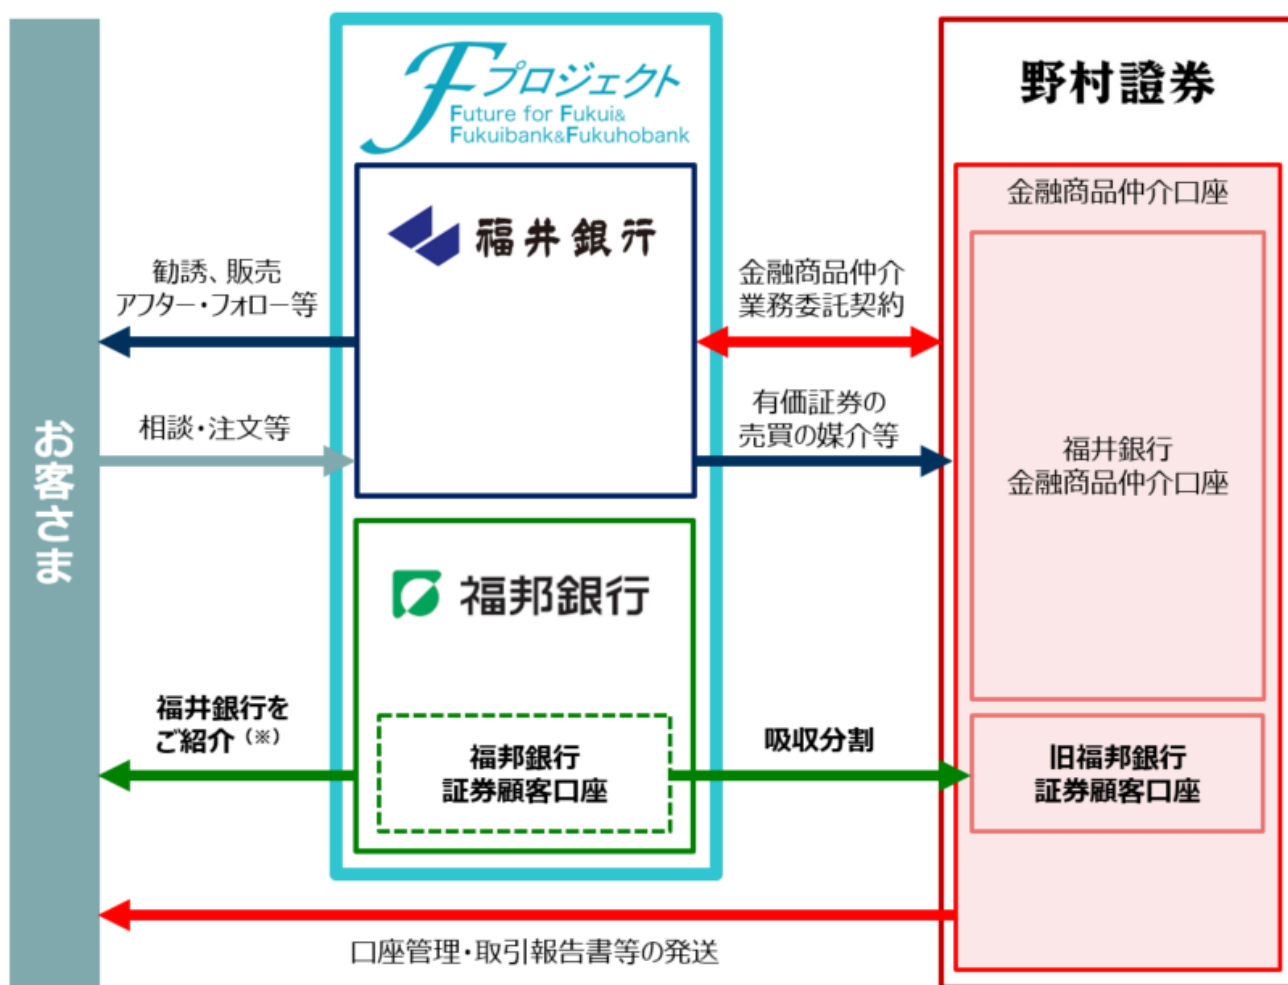 Fプロジェクト
Future for Fukui&
Fukuibank&Fukuhobank
野村證券
金融商品仲介口座
福井銀行
勧誘、販売
アフター・フォロー等
金融商品仲介
業務委託契約
相談・注文等
有価証券の
売買の媒介等
お客さま
福井銀行
金融商品仲介口座
福邦銀行
福井銀行を
ご紹介（※）
福邦銀行
証券顧客口座
吸収分割
旧福邦銀行
証券顧客口座
口座管理・取引報告書等の発送